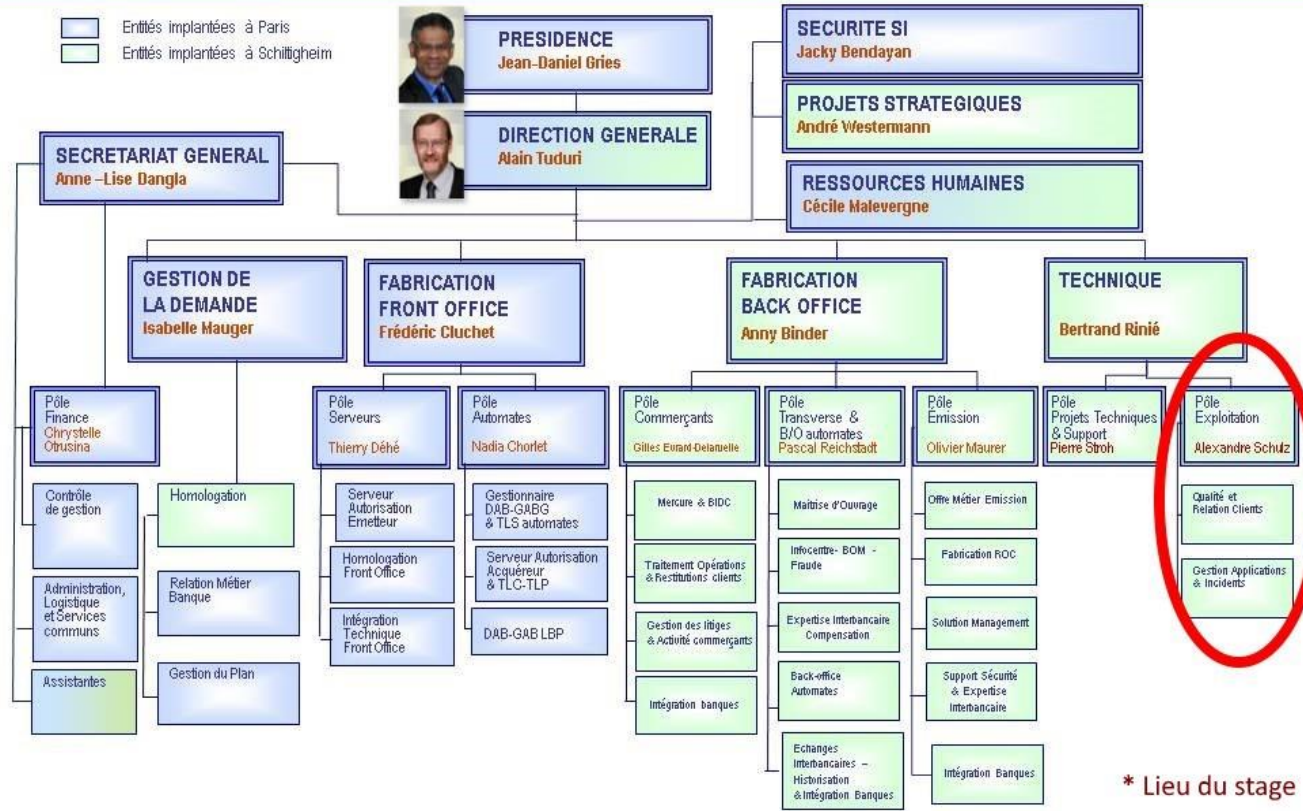 Entités implantées à Paris
Entités implantées à Schiltigheim
PRESIDENCE
Jean-Daniel Gries
DIRECTION GENERALE
Alain Tuduri
SECURITE SI
Jacky Bendayan
PROJETS STRATEGIQUES
André Westermann
RESSOURCES HUMAINES
Cécile Malevergne
SECRETARIAT GENERAL
Anne –Lise Dangla
GESTION DE
LA DEMANDE
Isabelle Mauger
FABRICATION
FRONT OFFICE
Frédéric Cluchet
FABRICATION
BACK OFFICE
Anny Binder
TECHNIQUE
Bertrand Rinié
Pôle
Finance
Chrystelle
Otrusina
Contrôle
de gestion
Administration,
Logistique
et Services
communs
Assistantes
Homologation
Relation Métier
Banque
Gestion du Plan
Pôle
Serveurs
Thierry Déhé
Serveur
Autorisation
Emetteur
Homologation
Front Office
Intégration
Technique
Front Office
Pôle
Automates
Nadia Chorlet
Gestionnaire
DAB-GABG
& TLS automates
Serveur Autorisation
Acquéreur
& TLC-TLP
DAB-GAB LBP
Pôle
Commerçants
Gilles
Mercure & BIDC
Traitement Opérations
& Restitutions clients
Gestion des litiges
& Activité commerçants
Intégration banques
Pôle
Transverse &
B/O automates
Pascal Reichstadt
Maitrise d'Ouvrage
Infocentre- BOM -
Fraude
Expertise Interbancaire
Compensation
Back-office
Automates
Echanges
Interbancaires –
Historisation
& Intégration Banques
Pôle
Émission
Olivier Maurer
Offre Métier Emission
Fabrication ROC
Solution Management
Support Sécurité
& Expertise
Interbancaire
Intégration Banques
Pôle
Projets Techniques
& Support
Pierre Stroh
Pôle
Exploitation
Alexandre Schulz
Qualité et
Relation Clients
Gestion Applications
& Incidents
* Lieu du stage